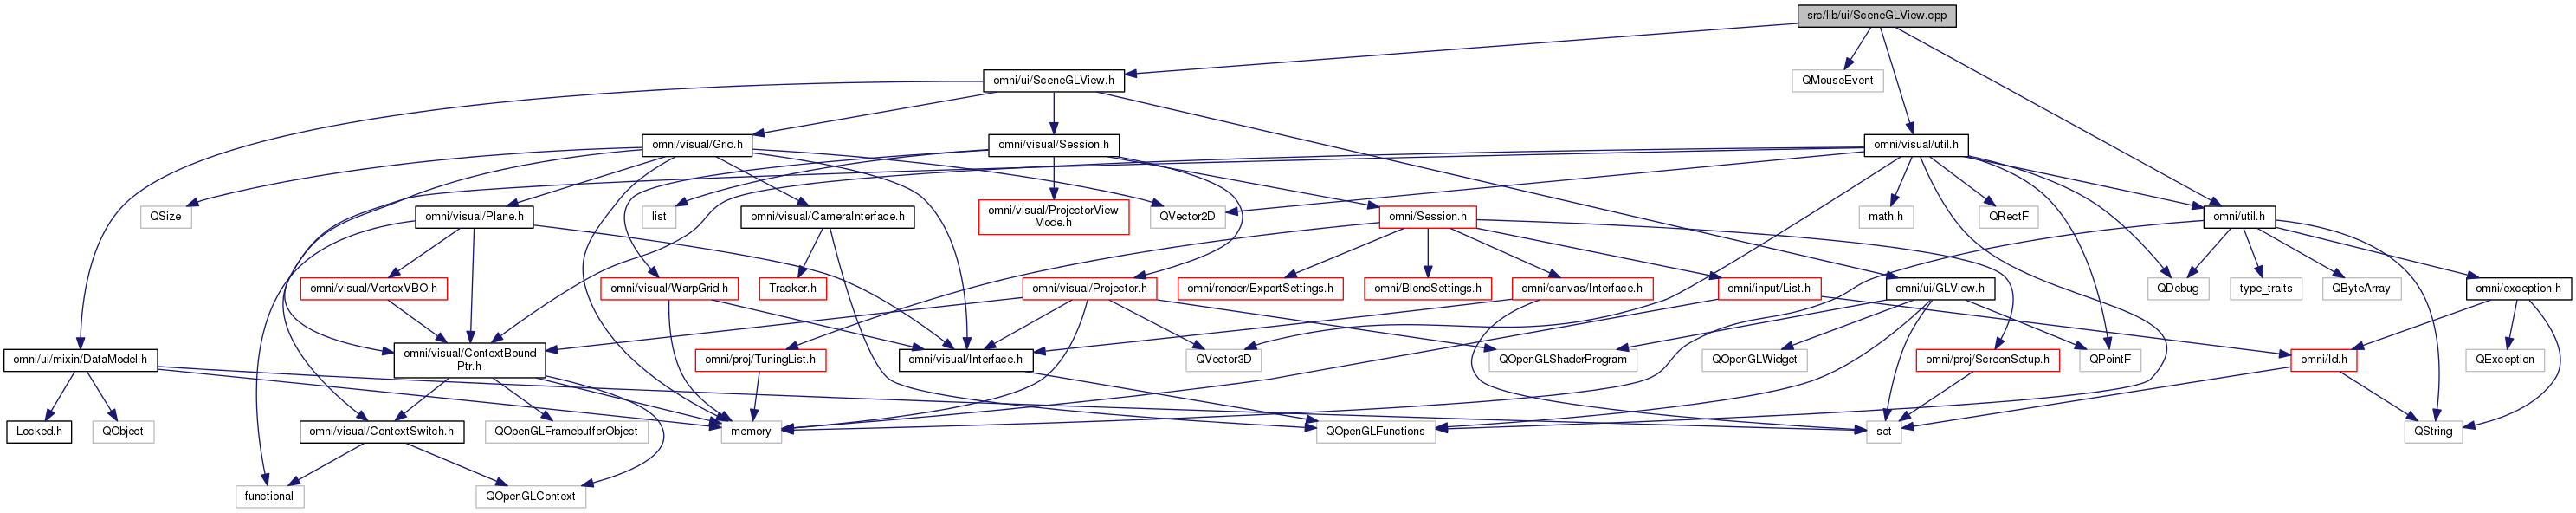 src/lib/ui/SceneGLView.cpp
omni/ui/SceneGLView.h
QMouseEvent
omni/visual/Grid.h
omni/visual/Session.h
omni/visual/util.h
QSize
omni/visual/Plane.h
list
omni/visual/CameraInterface.h
omni/visual/ProjectorView
Mode.h
QVector2D
omni/Session.h
math.h
QRectF
omni/util.h
omni/visual/VertexVBO.h
omni/visual/WarpGrid.h
Tracker.h
omni/render/ExportSettings.h
omni/visual/Projector.h
omni/BlendSettings.h
omni/canvas/Interface.h
omni/input/List.h
omni/ui/GLView.h
QDebug
type_traits
QByteArray
omni/exception.h
omni/ui/mixin/DataModel.h
omni/visual/ContextBound
Ptr.h
omni/proj/TuningList.h
omni/visual/Interface.h
QVector3D
QOpenGLShaderProgram
QOpenGLWidget
omni/proj/ScreenSetup.h
QPointF
omni/Id.h
QException
Locked.h
QObject
omni/visual/ContextSwitch.h
QOpenGLFramebufferObject
memory
QOpenGLFunctions
set
QString
functional
QOpenGLContext